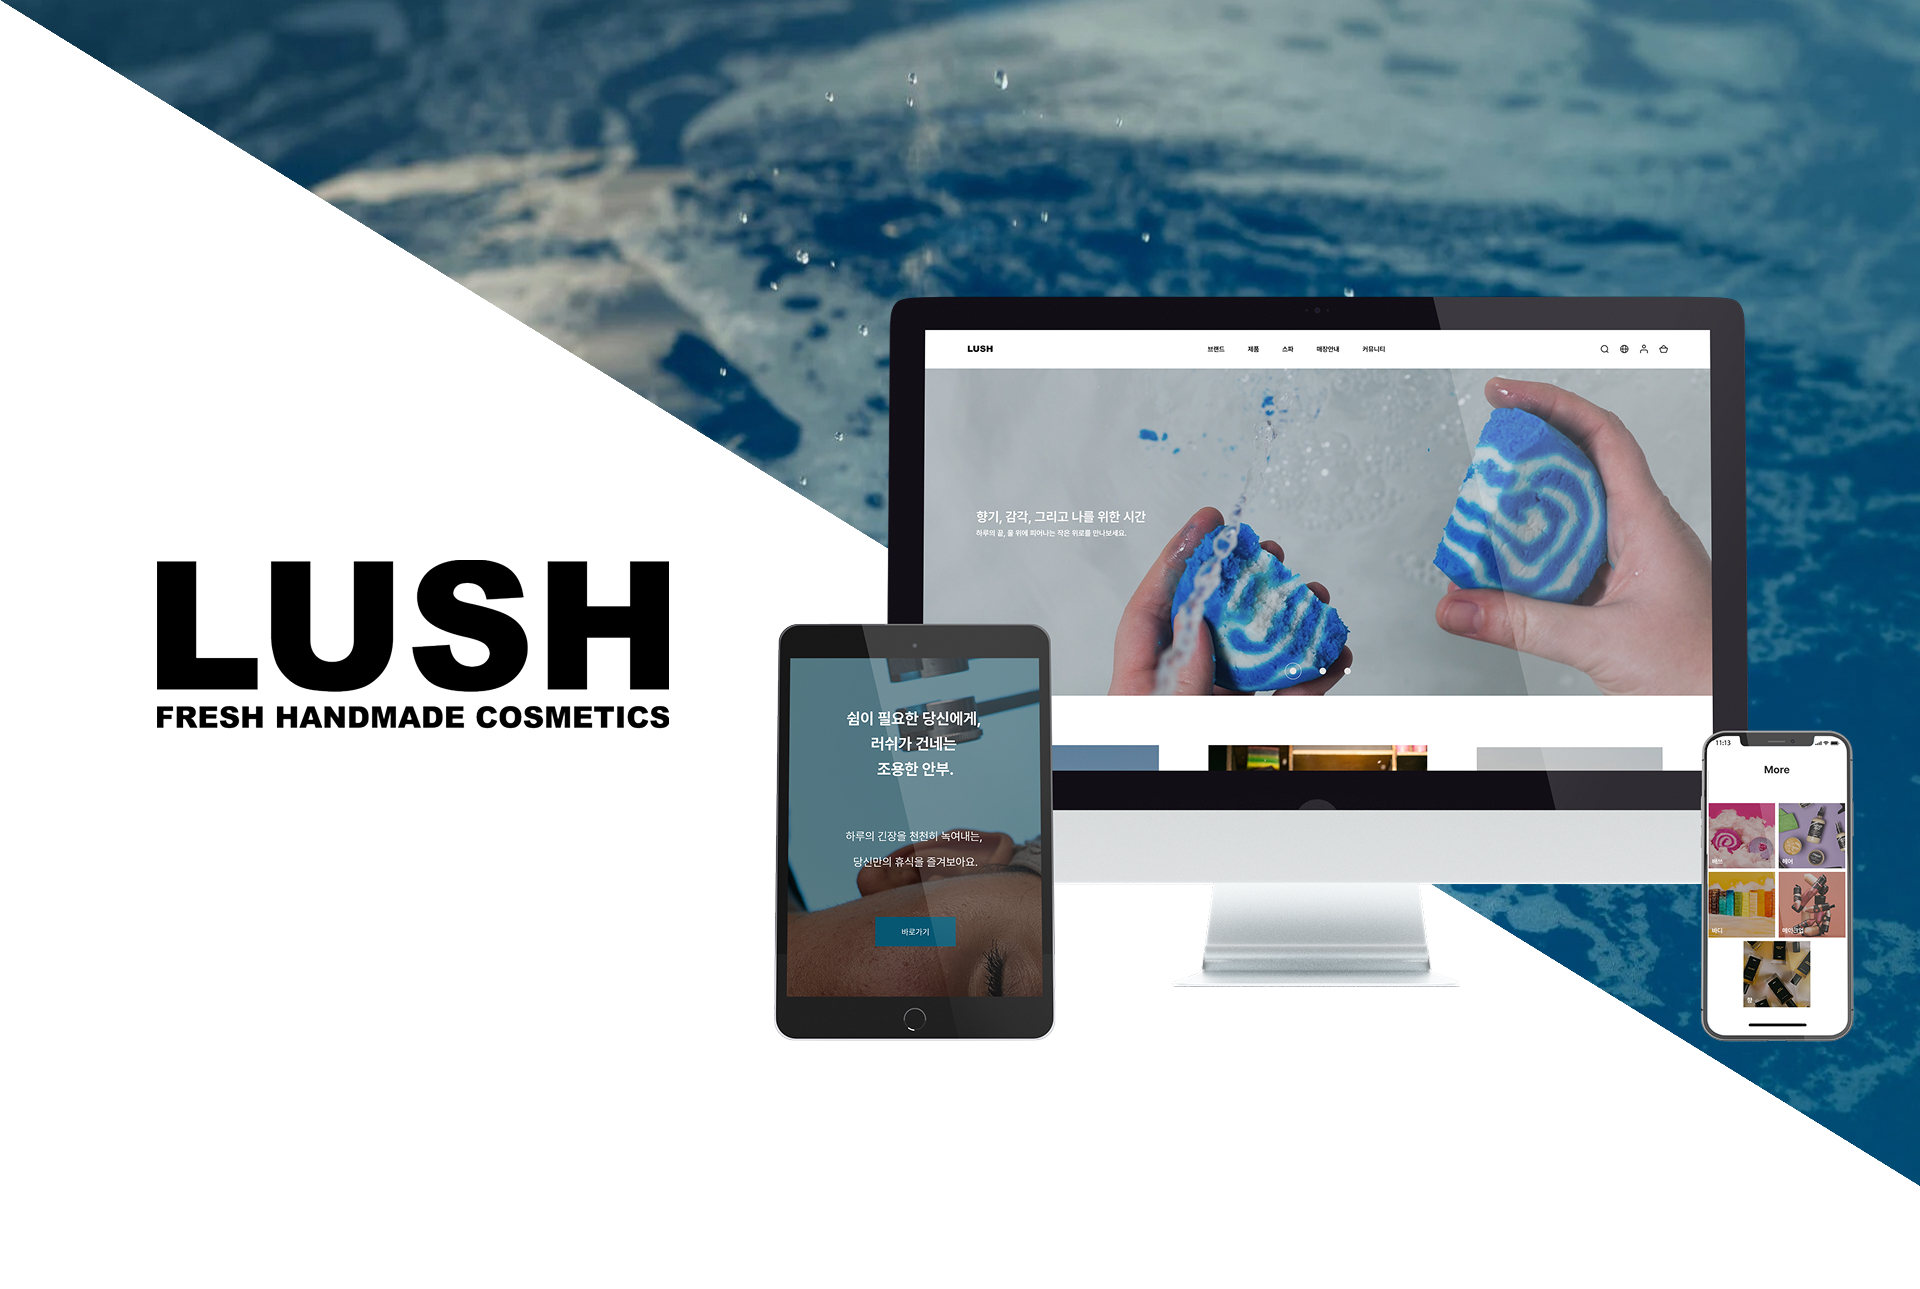 LUSH
FRESH HANDMADE COSMETICS
LUSH
브랜드 제품 스파 매장안내 커뮤니티
향기, 감각, 그리고 나를 위한 시간
하루의 끝, 물 위에 피어나는 작은 위로를 만나보세요.
쉼이 필요한 당신에게,
러쉬가 건네는
조용한 안부.
하루의 긴장을 천천히 녹여내는,
당신만의 휴식을 즐겨보아요.
바로가기
11:13
More
배쓰
헤어
바디
메이크업
향